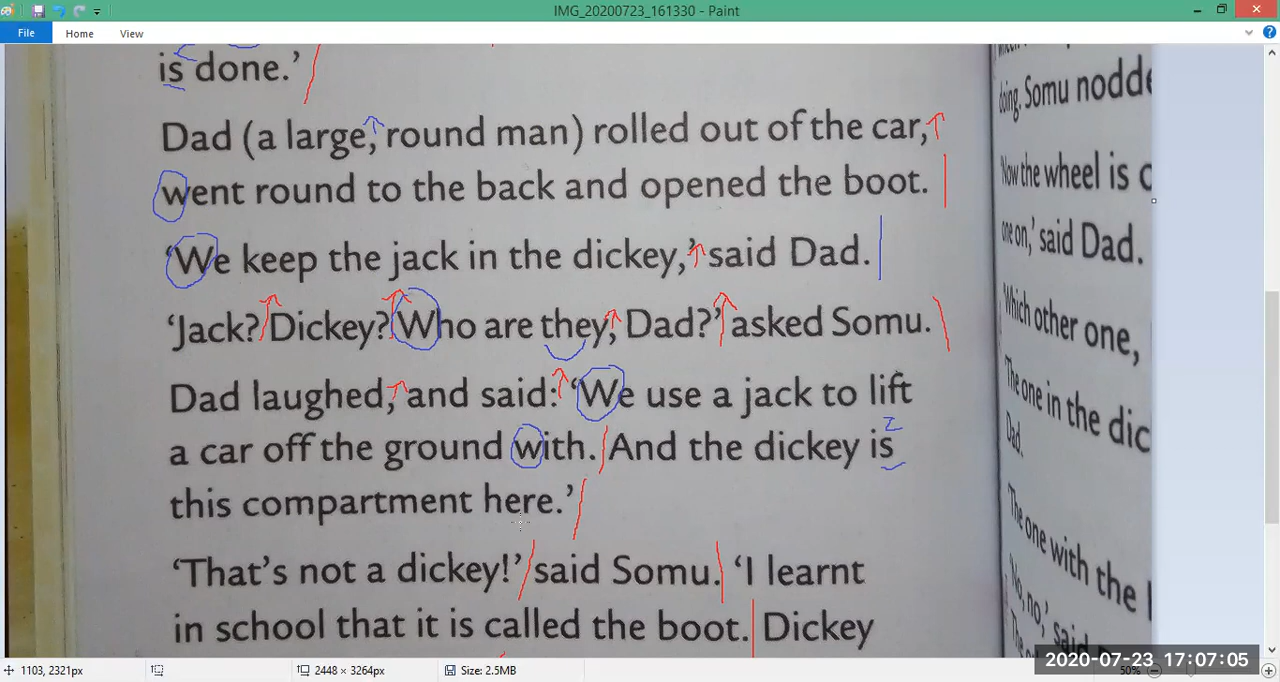 IMG_20200723_161330 - Paint
File Home View
is done.’
Dad (a large, round man) rolled out of the car,
went round to the back and opened the boot.
‘We keep the jack in the dickey,’ said Dad.
‘Jack? Dickey? Who are they, Dad?’ asked Somu.
Dad laughed, and said: ‘We use a jack to lift
a car off the ground with. And the dickey is
z
this compartment here.’
‘That’s not a dickey!’ said Somu. ‘I learnt
in school that it is called the boot. Dickey
doing. Somu nodde
‘Now the wheel is c
one on,’ said Dad.
‘Which other one,
‘The one in the dic
Dad.
‘The one with the
‘No, no,’ said
‘The
1103, 2321px 2448 × 3264px Size: 2.5MB 50%
2020-07-23 17:07:05